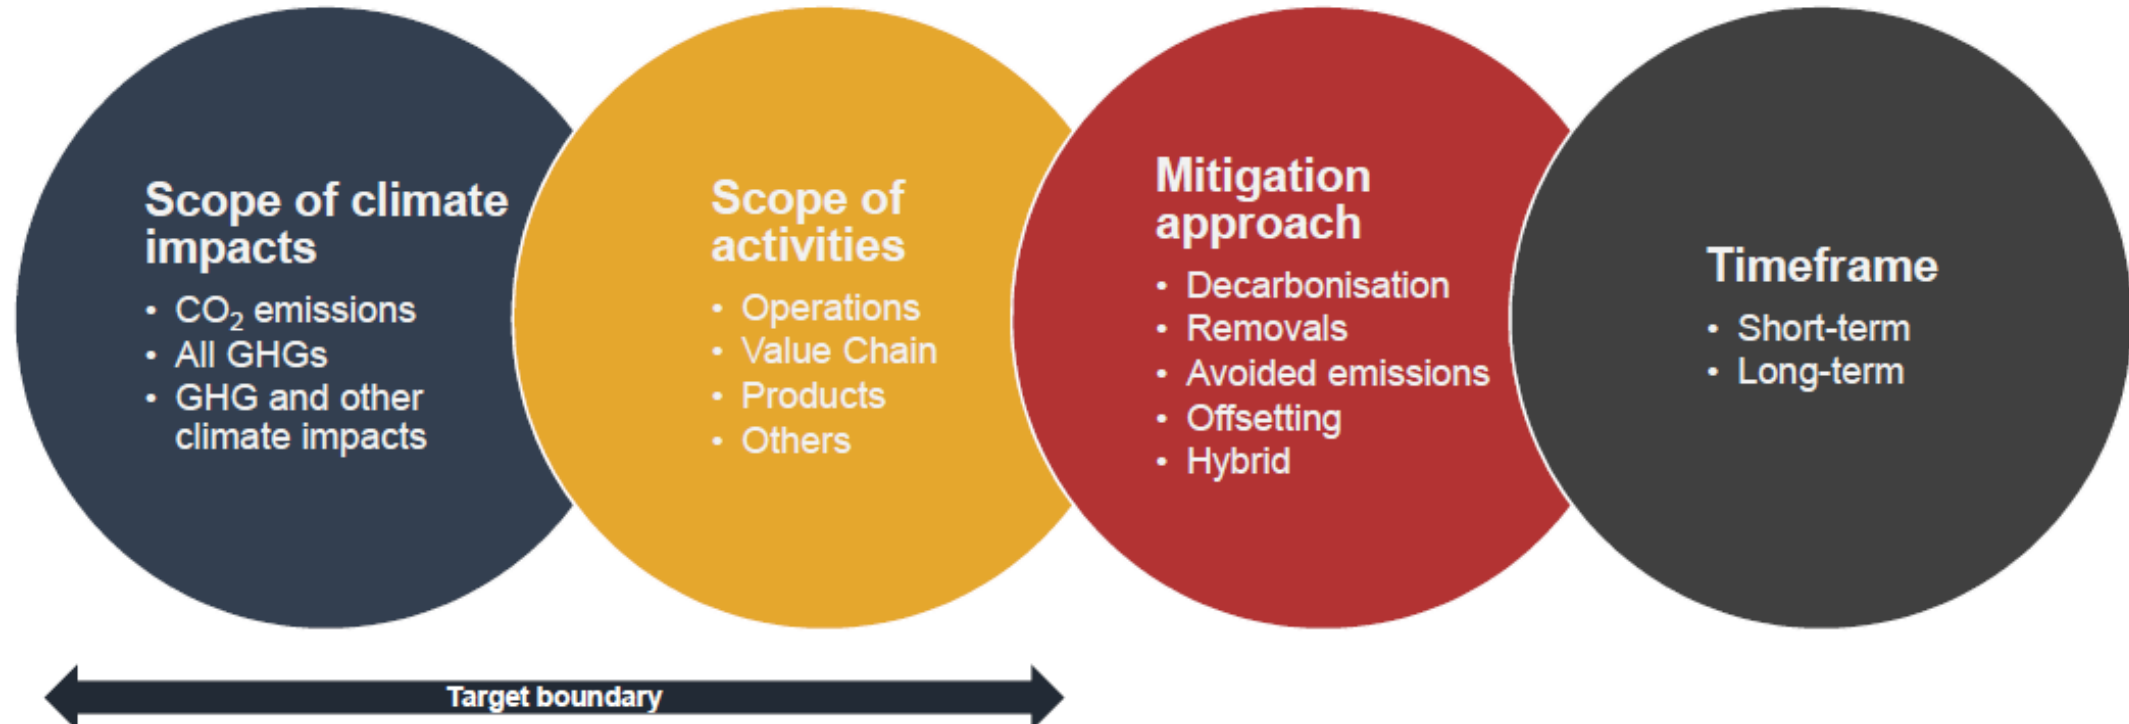 Scope of climate
impacts
• CO₂ emissions
• All GHGs
• GHG and other
climate impacts
Scope of
activities
• Operations
• Value Chain
• Products
• Others
Mitigation
approach
• Decarbonisation
• Removals
• Avoided emissions
• Offsetting
• Hybrid
Timeframe
• Short-term
• Long-term
Target boundary